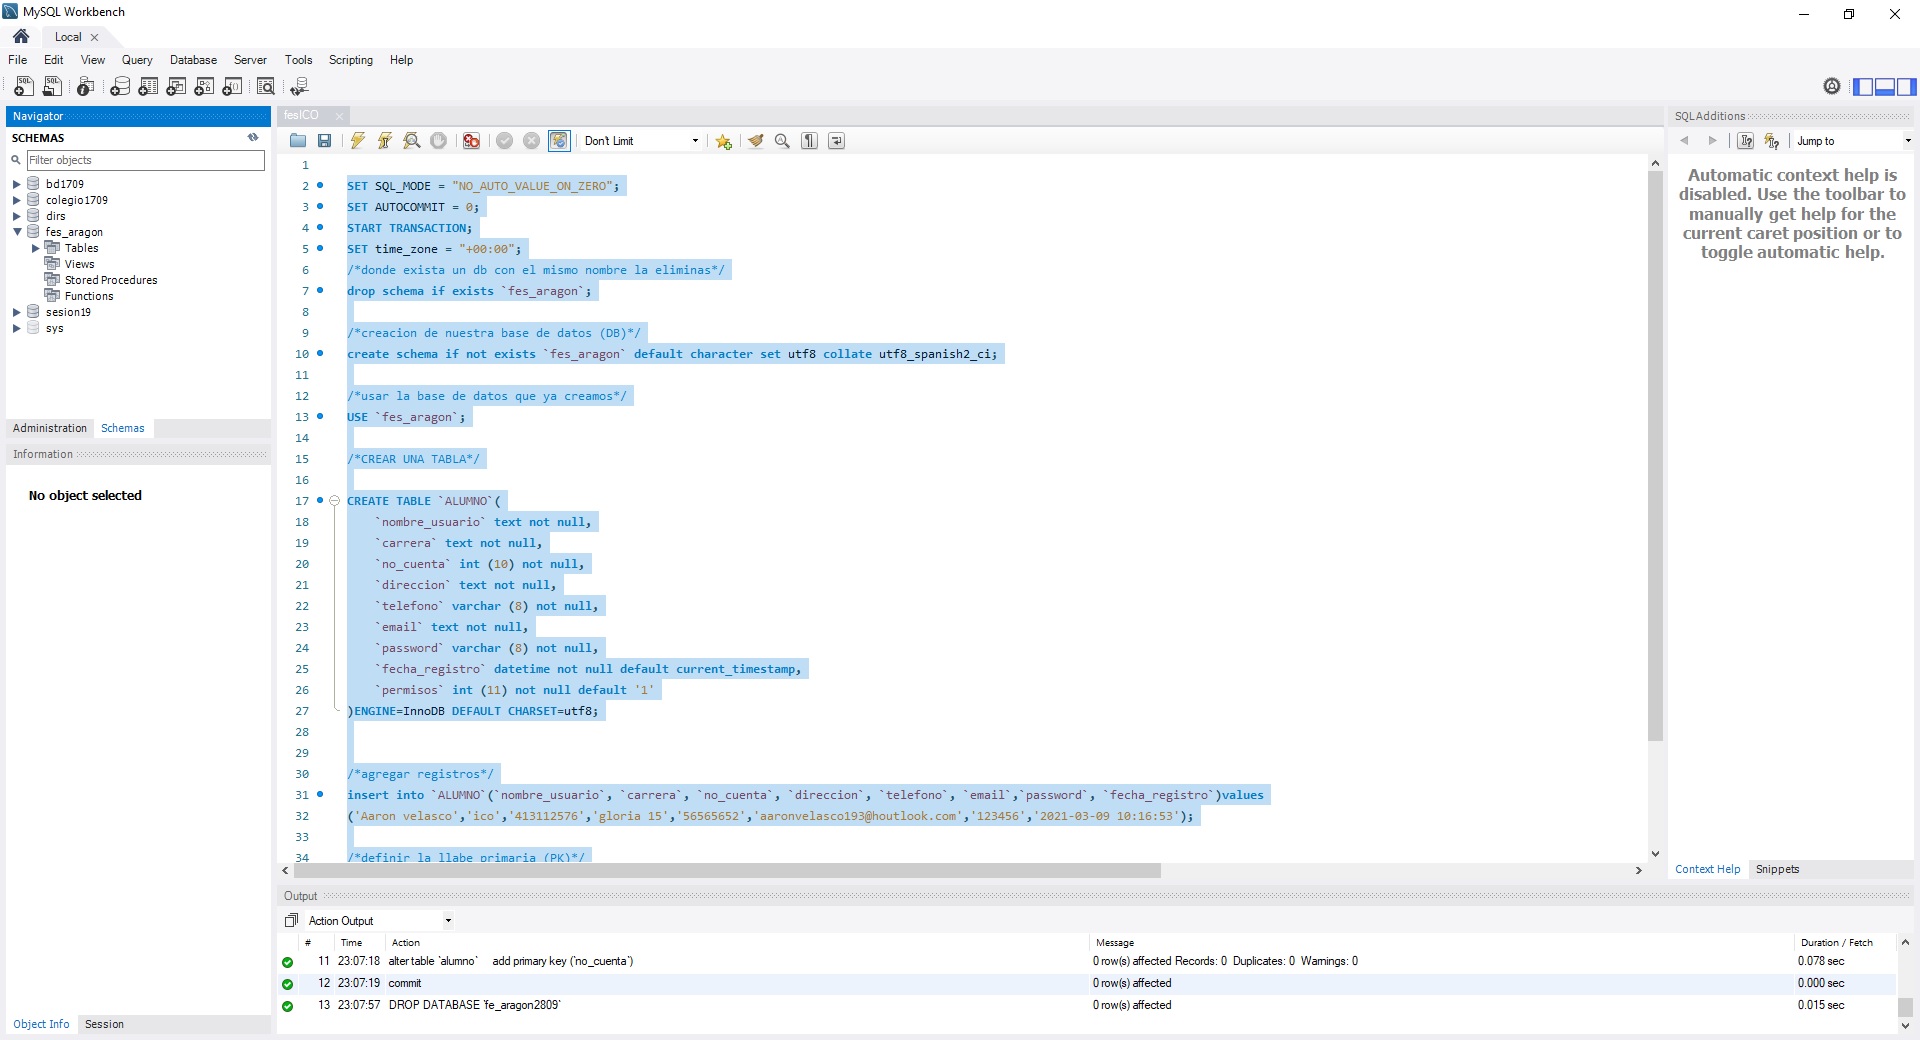 MySQL Workbench
Local
File Edit View Query Database Server Tools Scripting Help
Navigator
SCHEMAS
Filter objects
bd1709
colegio1709
dirs
fes_aragon
Tables
Views
Stored Procedures
Functions
sesion19
sys
Administration Schemas
Information
No object selected
Object Info Session
fesICO
Don't Limit
1
2 SET SQL_MODE = "NO_AUTO_VALUE_ON_ZERO";
3 SET AUTOCOMMIT = 0;
4 START TRANSACTION;
5 SET time_zone = "+00:00";
6 /*donde exista un db con el mismo nombre la eliminas*/
7 drop schema if exists `fes_aragon`;
8
9 /*creacion de nuestra base de datos (DB)*/
10 create schema if not exists `fes_aragon` default character set utf8 collate utf8_spanish2_ci;
11
12 /*usar la base de datos que ya creamos*/
13 USE `fes_aragon`;
14
15 /*CREAR UNA TABLA*/
16
17 CREATE TABLE `ALUMNO`(
18 `nombre_usuario` text not null,
19 `carrera` text not null,
20 `no_cuenta` int (10) not null,
21 `direccion` text not null,
22 `telefono` varchar (8) not null,
23 `email` text not null,
24 `password` varchar (8) not null,
25 `fecha_registro` datetime not null default current_timestamp,
26 `permisos` int (11) not null default '1'
27 )ENGINE=InnoDB DEFAULT CHARSET=utf8;
28
29
30 /*agregar registros*/
31 insert into `ALUMNO`(`nombre_usuario`, `carrera`, `no_cuenta`, `direccion`, `telefono`, `email`,`password`, `fecha_registro`)values
32 ('Aaron velasco','ico','413112576','gloria 15','56565652','aaronvelasco193@houtlook.com','123456','2021-03-09 10:16:53');
33
34 /*definir la llabe primaria (PK)*/
Output
Action Output
# Time Action Message Duration / Fetch
11 23:07:18 alter table `alumno` add primary key (`no_cuenta`) 0 row(s) affected Records: 0 Duplicates: 0 Warnings: 0 0.078 sec
12 23:07:19 commit 0 row(s) affected 0.000 sec
13 23:07:57 DROP DATABASE `fe_aragon2809` 0 row(s) affected 0.015 sec
SQLAdditions
Jump to
Automatic context help is
disabled. Use the toolbar to
manually get help for the
current caret position or to
toggle automatic help.
Context Help Snippets